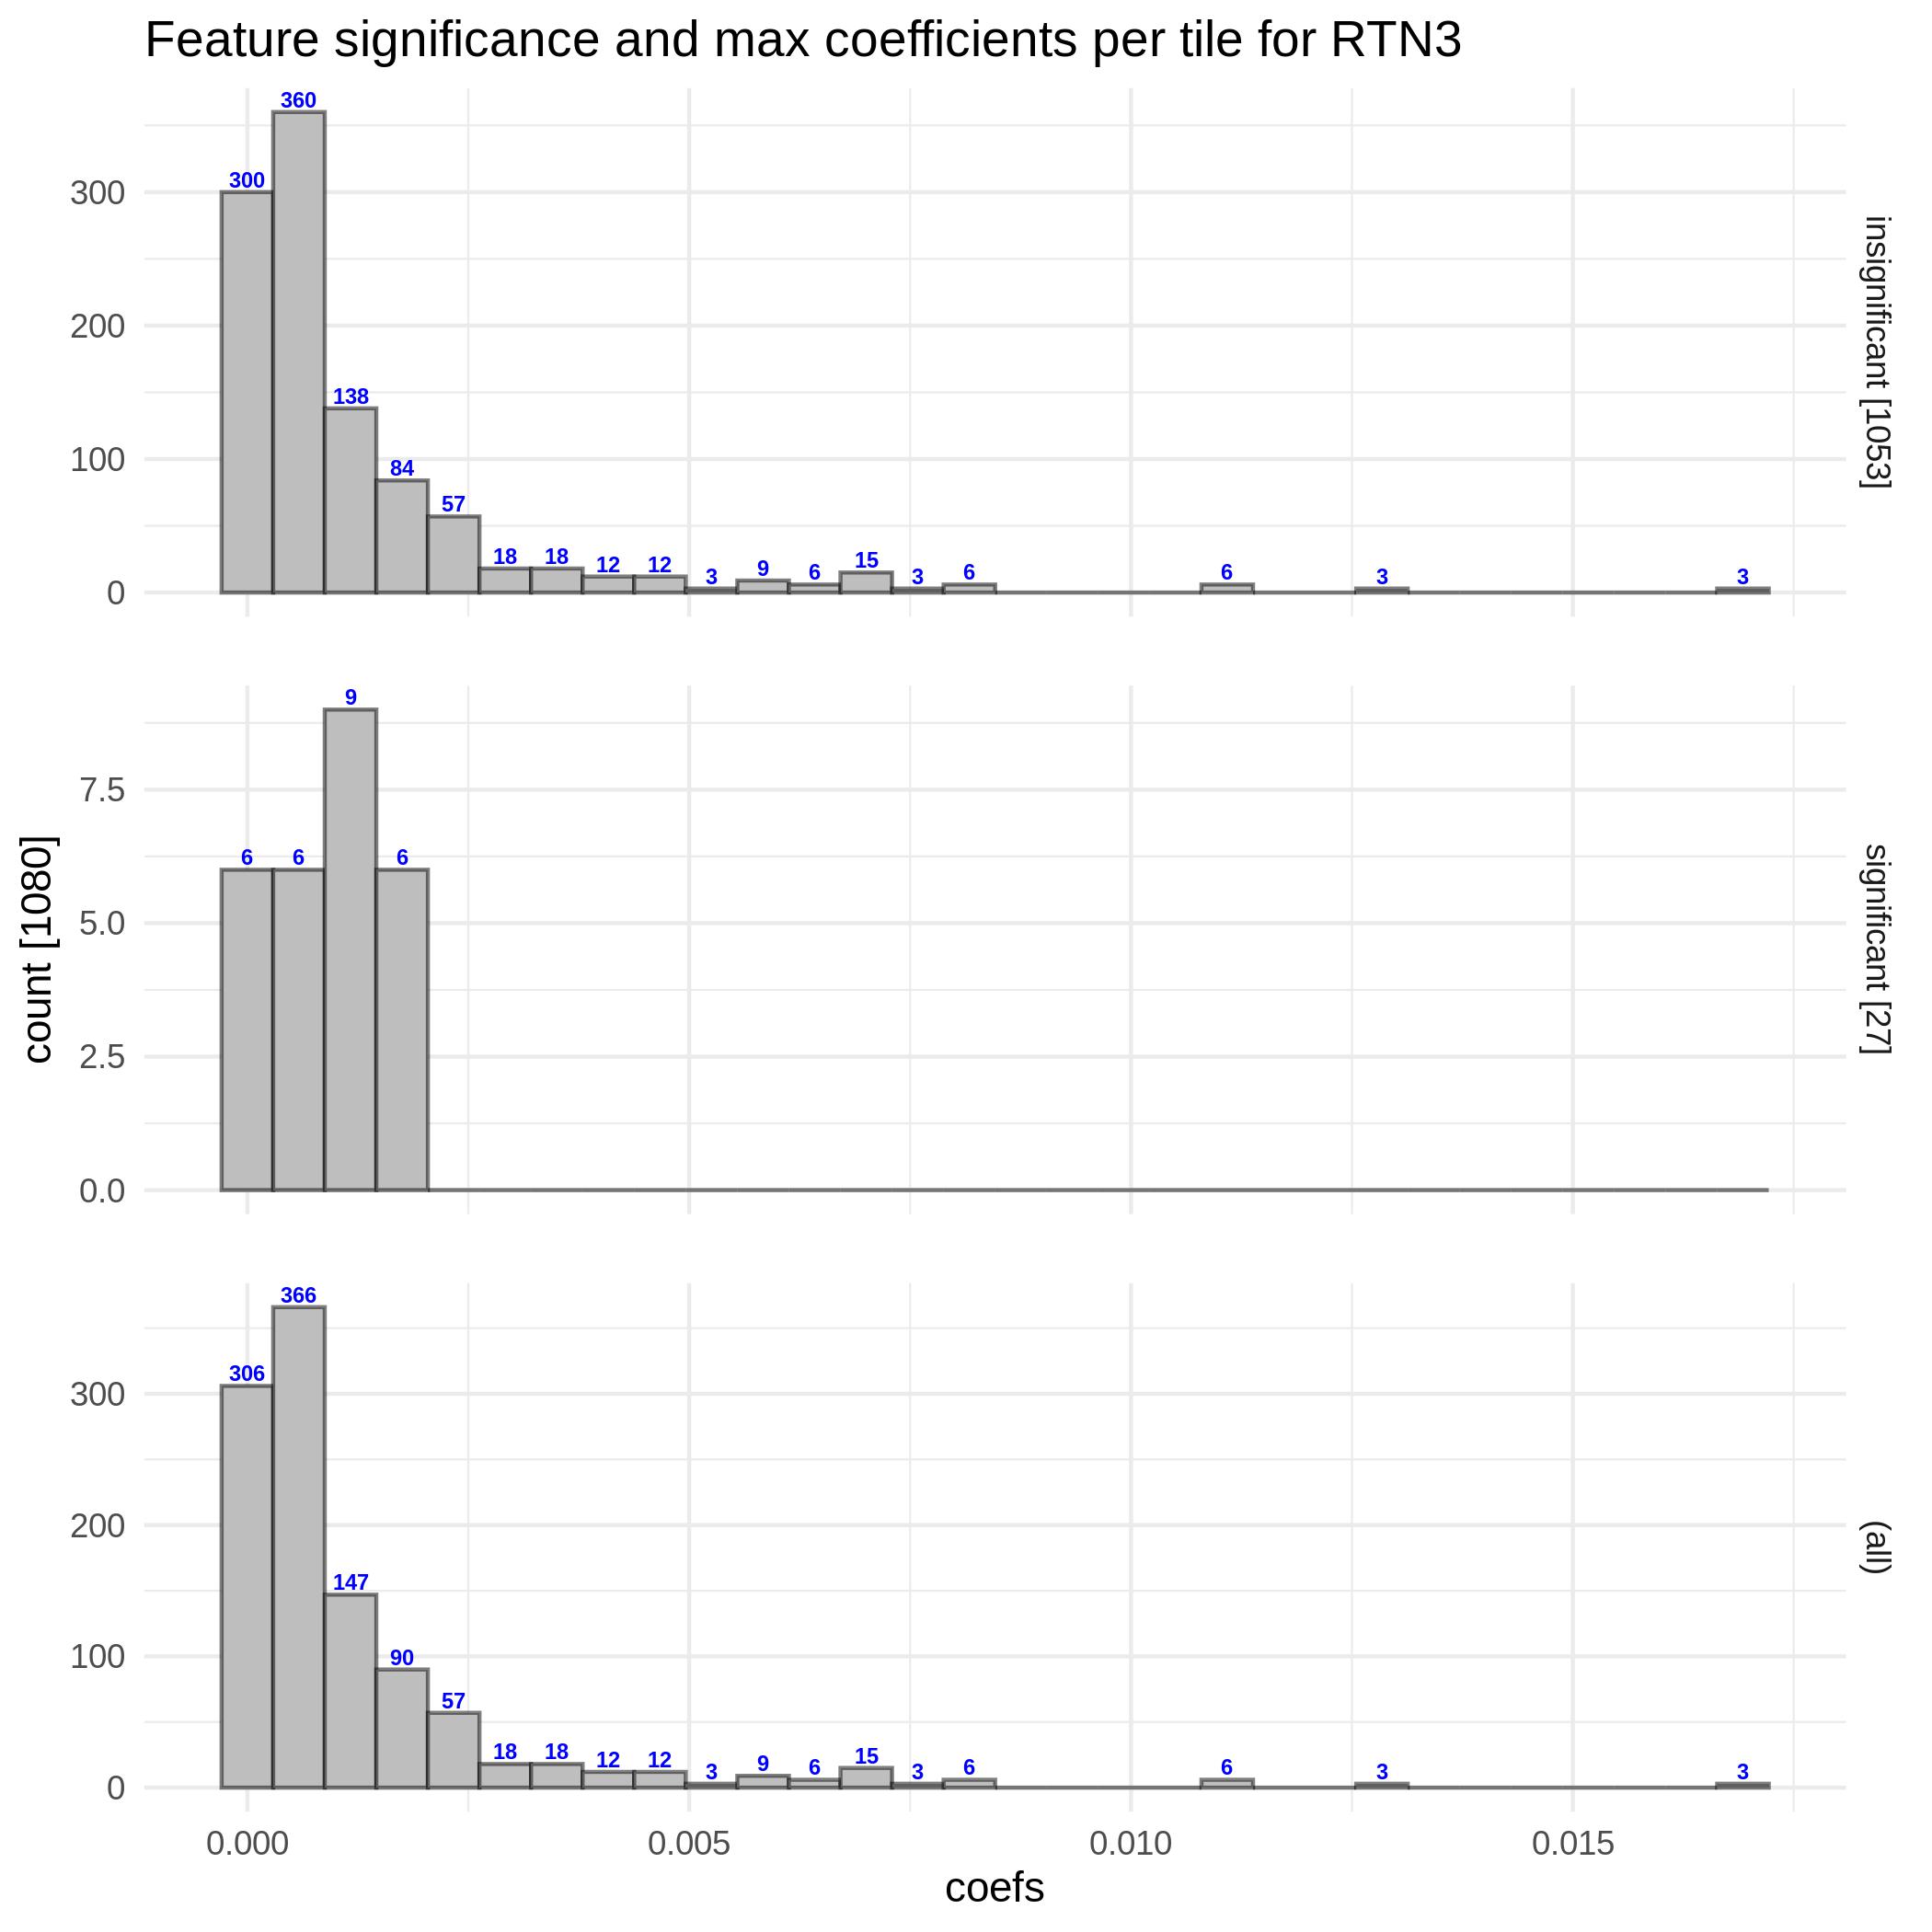 Feature significance and max coefficients per tile for RTN3
360
300
300
138
200
84
100
57
18 18 12 12 3 9 6 15 3 6 6 3 3
0
insignificant [1053]
9
7.5
6 6 6
5.0
2.5
0.0
significant [27]
count [1080]
366
306
300
200
147
100
90
57
18 18 12 12 3 9 6 15 3 6 6 3 3
0
(all)
0.000 0.005 0.010 0.015
coefs